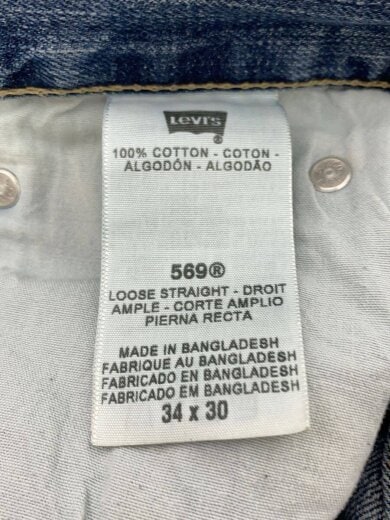 Levi's
®
100% COTTON - COTON -
ALGODÓN - ALGODÃO
569®
LOOSE STRAIGHT - DROIT
AMPLE - CORTE AMPLIO
PIERNA RECTA
MADE IN BANGLADESH
FABRIQUE AU BANGLADESH
FABRICADO EN BANGLADESH
FABRICADO EM BANGLADESH
34 x 30